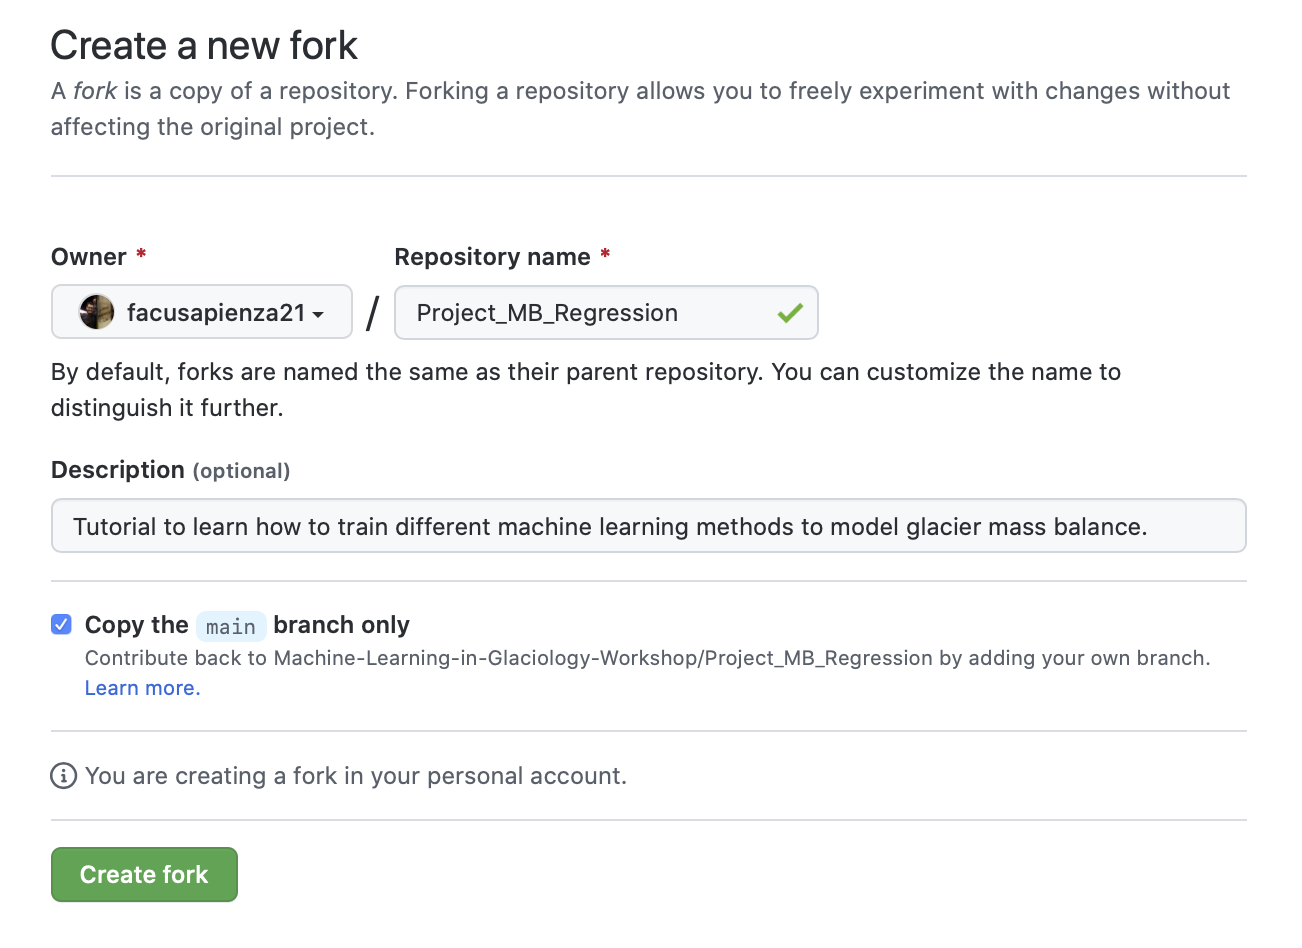 Create a new fork
A fork is a copy of a repository. Forking a repository allows you to freely experiment with changes without
affecting the original project.
Owner *
Repository name *
facusapienza21
/
Project_MB_Regression
By default, forks are named the same as their parent repository. You can customize the name to
distinguish it further.
Description (optional)
Tutorial to learn how to train different machine learning methods to model glacier mass balance.
Copy the main branch only
Contribute back to Machine-Learning-in-Glaciology-Workshop/Project_MB_Regression by adding your own branch.
Learn more.
You are creating a fork in your personal account.
Create fork